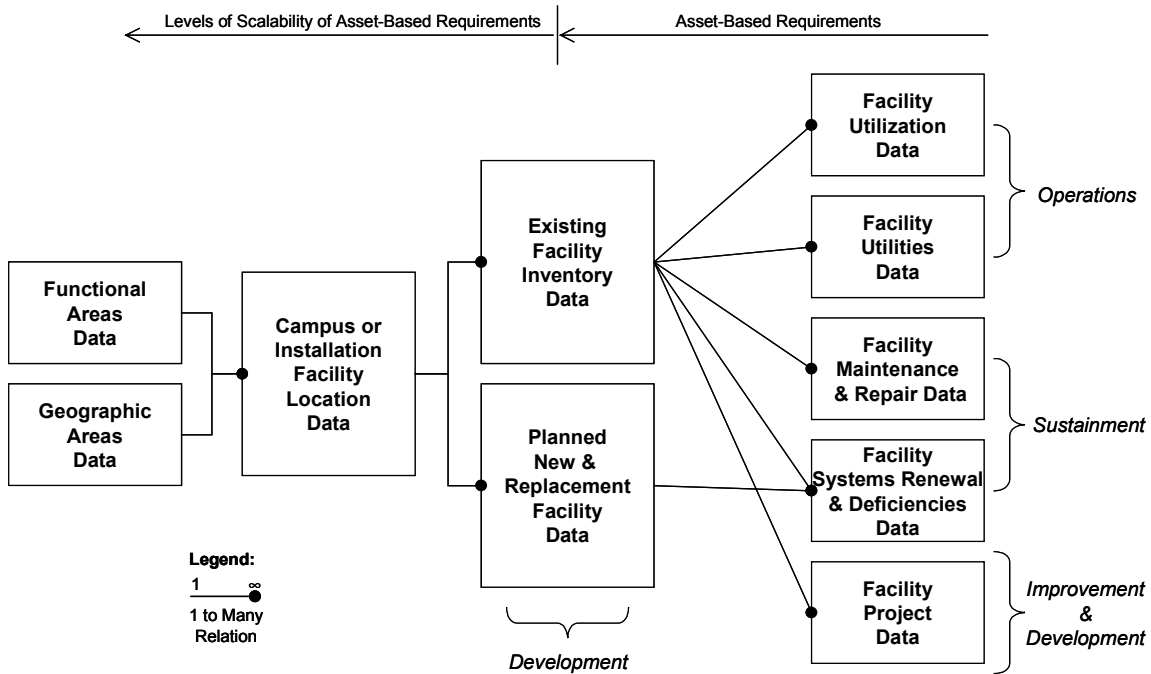 Levels of Scalability of Asset-Based Requirements
Asset-Based Requirements
Functional
Areas
Data
Geographic
Areas
Data
Campus or
Installation
Facility
Location
Data
Existing
Facility
Inventory
Data
Planned
New &
Replacement
Facility
Data
Development
Facility
Utilization
Data
Facility
Utilities
Data
Operations
Facility
Maintenance
& Repair Data
Facility
Systems Renewal
& Deficiencies
Data
Sustainment
Facility
Project
Data
Improvement
&
Development
Legend:
1 ∞
1 to Many
Relation